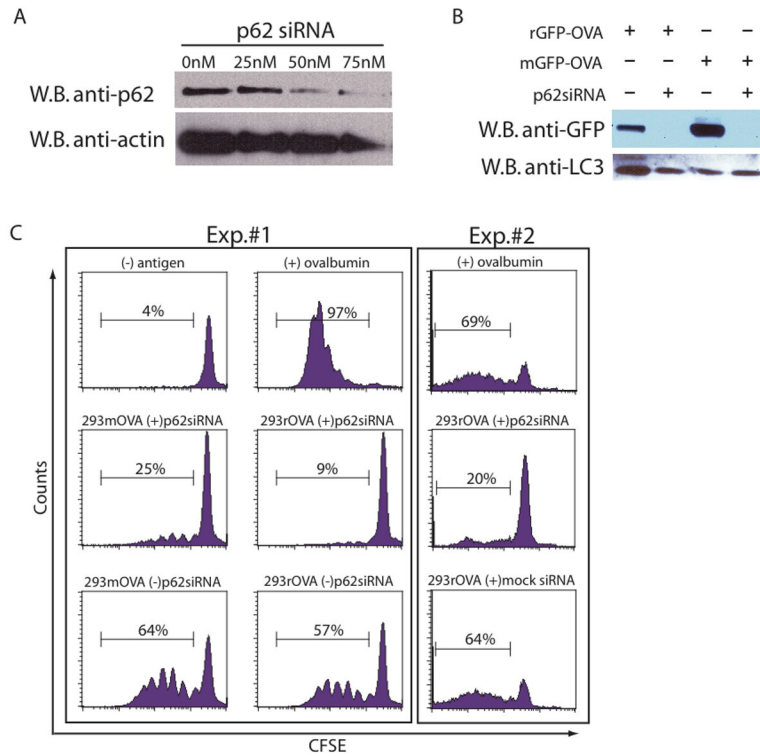 A
p62 siRNA
0nM 25nM 50nM 75nM
W.B. anti-p62
W.B. anti-actin
B
rGFP-OVA + + – –
mGFP-OVA – – + +
p62siRNA – + – +
W.B. anti-GFP
W.B. anti-LC3
C
Exp.#1
Exp.#2
(-) antigen
(+) ovalbumin
(+) ovalbumin
4%
97%
69%
293mOVA (+)p62siRNA
293rOVA (+)p62siRNA
293rOVA (+)p62siRNA
25%
9%
20%
293mOVA (-)p62siRNA
293rOVA (-)p62siRNA
293rOVA (+)mock siRNA
64%
57%
64%
Counts
CFSE